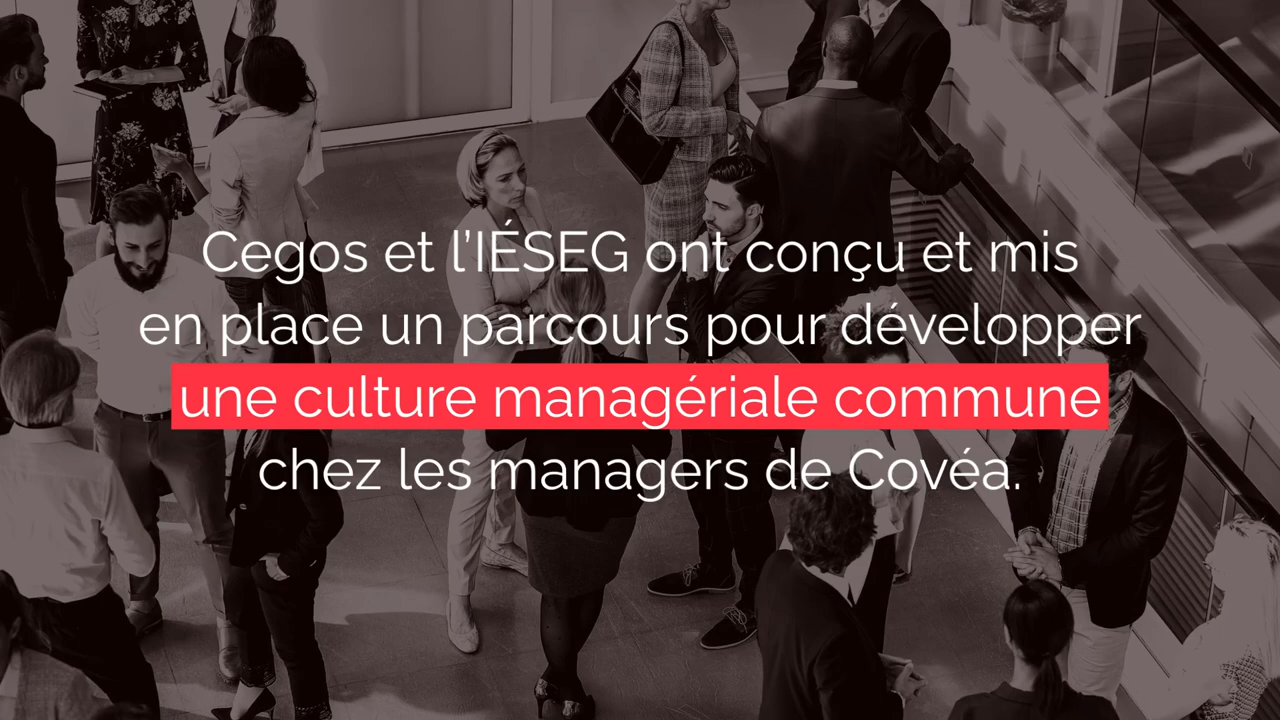 Cegos et l’IÉSEG ont conçu et mis
en place un parcours pour développer
une culture managériale commune
chez les managers de Covéa.